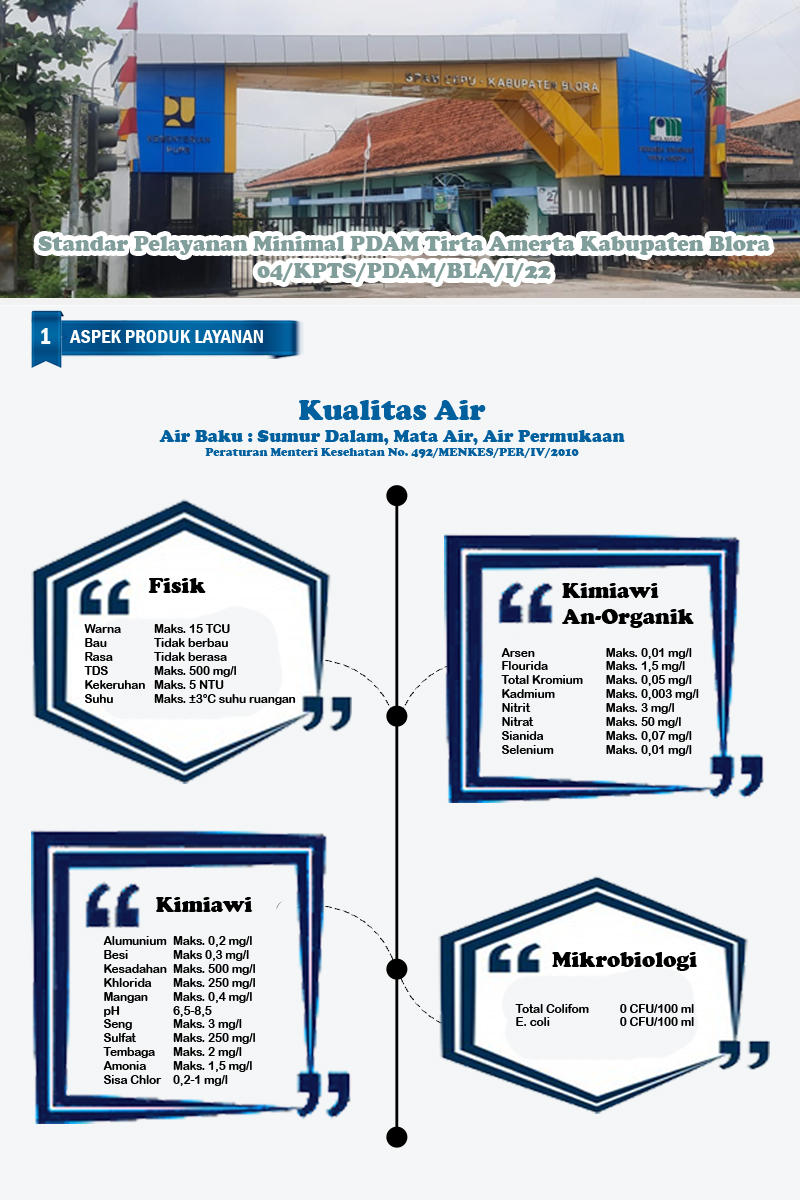 KABUPATEN BLORA
Standar Pelayanan Minimal PDAM Tirta Amerta Kabupaten Blora
04/KPTS/PDAM/BLA/I/22
1 ASPEK PRODUK LAYANAN
Kualitas Air
Air Baku : Sumur Dalam, Mata Air, Air Permukaan
Peraturan Menteri Kesehatan No. 492/MENKES/PER/IV/2010
Fisik
Warna Maks. 15 TCU
Bau Tidak berbau
Rasa Tidak berasa
TDS Maks. 500 mg/l
Kekeruhan Maks. 5 NTU
Suhu Maks. ±3°C suhu ruangan
Kimiawi
An-Organik
Arsen Maks. 0,01 mg/l
Flourida Maks. 1,5 mg/l
Total Kromium Maks. 0,05 mg/l
Kadmium Maks. 0,003 mg/l
Nitrit Maks. 3 mg/l
Nitrat Maks. 50 mg/l
Sianida Maks. 0,07 mg/l
Selenium Maks. 0,01 mg/l
Kimiawi
Alumunium Maks. 0,2 mg/l
Besi Maks 0,3 mg/l
Kesadahan Maks. 500 mg/l
Khlorida Maks. 250 mg/l
Mangan Maks. 0,4 mg/l
pH 6,5-8,5
Seng Maks. 3 mg/l
Sulfat Maks. 250 mg/l
Tembaga Maks. 2 mg/l
Amonia Maks. 1,5 mg/l
Sisa Chlor 0,2-1 mg/l
Mikrobiologi
Total Colifom 0 CFU/100 ml
E. coli 0 CFU/100 ml